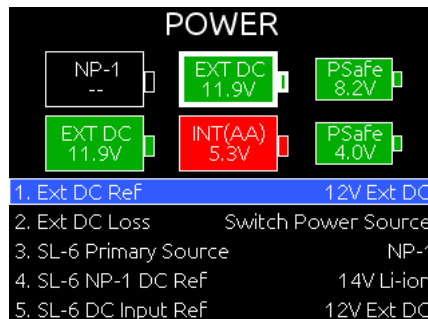 POWER
NP-1 EXT DC PSafe
-- 11.9V 8.2V
EXT DC INT(AA) PSafe
11.9V 5.3V 4.0V
1. Ext DC Ref 12V Ext DC
2. Ext DC Loss Switch Power Source
3. SL-6 Primary Source NP-1
4. SL-6 NP-1 DC Ref 14V Li-ion
5. SL-6 DC Input Ref 12V Ext DC